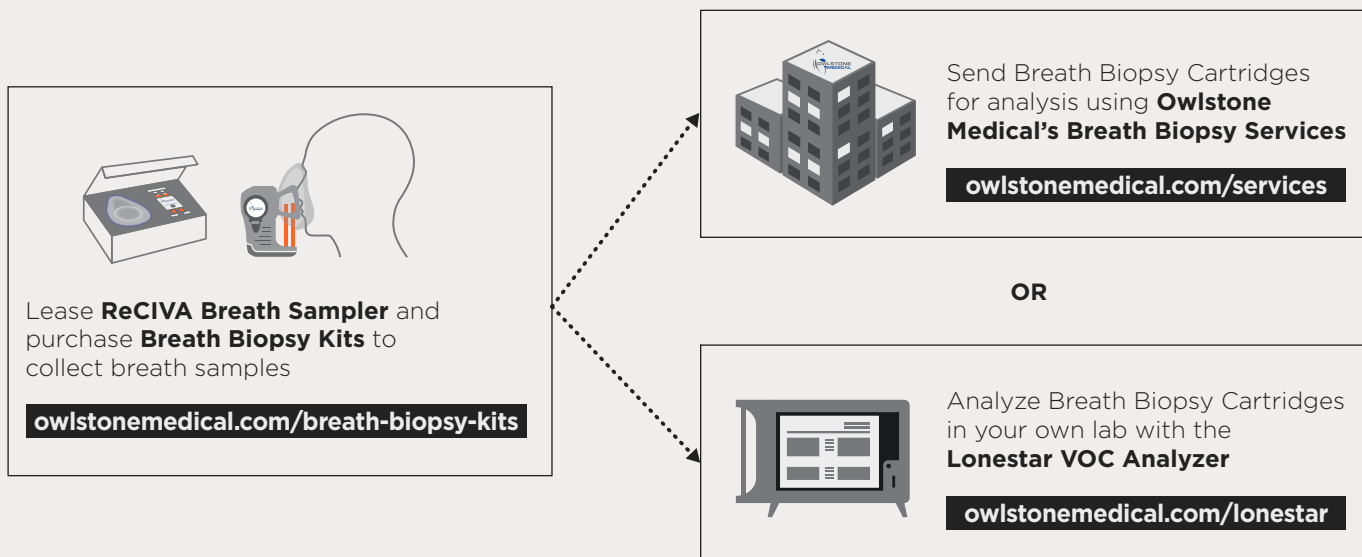 Lease ReCIVA Breath Sampler and
purchase Breath Biopsy Kits to
collect breath samples
owlstonemedical.com/breath-biopsy-kits
OWLSTONE
MEDICAL
Send Breath Biopsy Cartridges
for analysis using Owlstone
Medical's Breath Biopsy Services
owlstonemedical.com/services
OR
Analyze Breath Biopsy Cartridges
in your own lab with the
Lonestar VOC Analyzer
owlstonemedical.com/lonestar